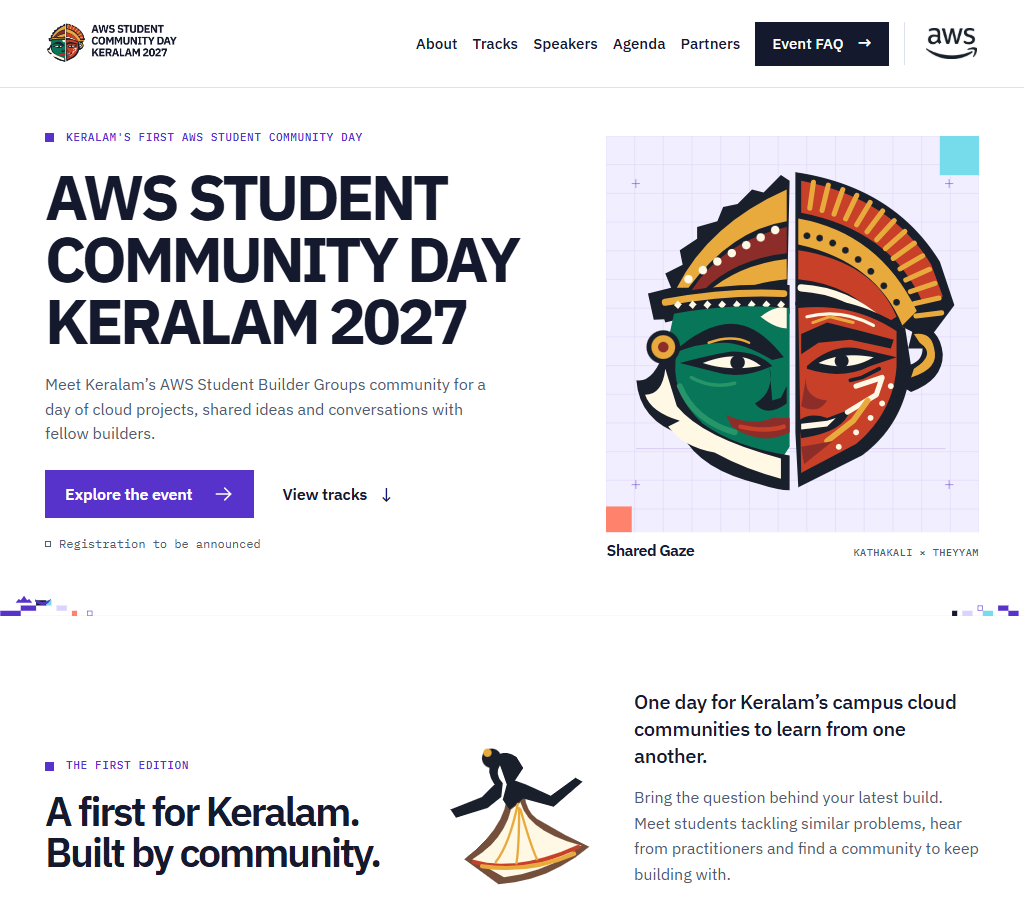 AWS STUDENT
COMMUNITY DAY
KERALAM 2027
About Tracks Speakers Agenda Partners Event FAQ → aws
KERALAM'S FIRST AWS STUDENT COMMUNITY DAY
AWS STUDENT
COMMUNITY DAY
KERALAM 2027
Meet Keralam’s AWS Student Builder Groups community for a
day of cloud projects, shared ideas and conversations with
fellow builders.
Explore the event → View tracks ↓
Registration to be announced
Shared Gaze KATHAKALI × THEYYAM
THE FIRST EDITION
A first for Keralam.
Built by community.
One day for Keralam’s campus cloud
communities to learn from one
another.
Bring the question behind your latest build.
Meet students tackling similar problems, hear
from practitioners and find a community to keep
building with.